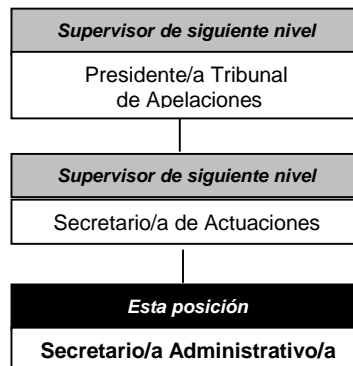 Supervisor de siguiente nivel
Presidente/a Tribunal
de Apelaciones
Supervisor de siguiente nivel
Secretario/a de Actuaciones
Esta posición
Secretario/a Administrativo/a